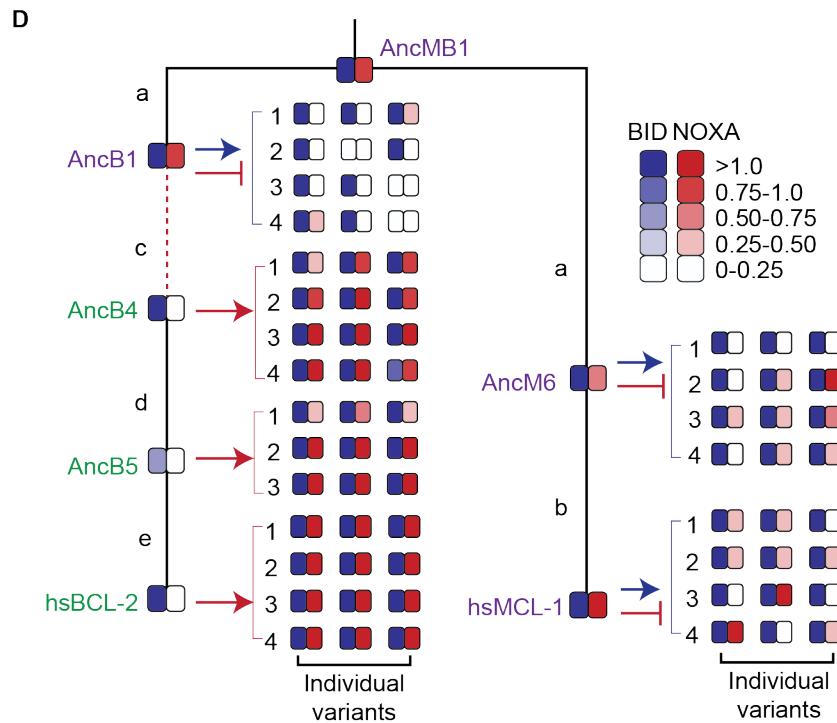 D
AncMB1
a
AncB1
1
2
3
4
c
AncB4
1
2
3
4
d
AncB5
1
2
3
e
hsBCL-2
1
2
3
4
Individual
variants
BID NOXA
>1.0
0.75-1.0
0.50-0.75
0.25-0.50
0-0.25
a
AncM6
1
2
3
4
b
hsMCL-1
1
2
3
4
Individual
variants